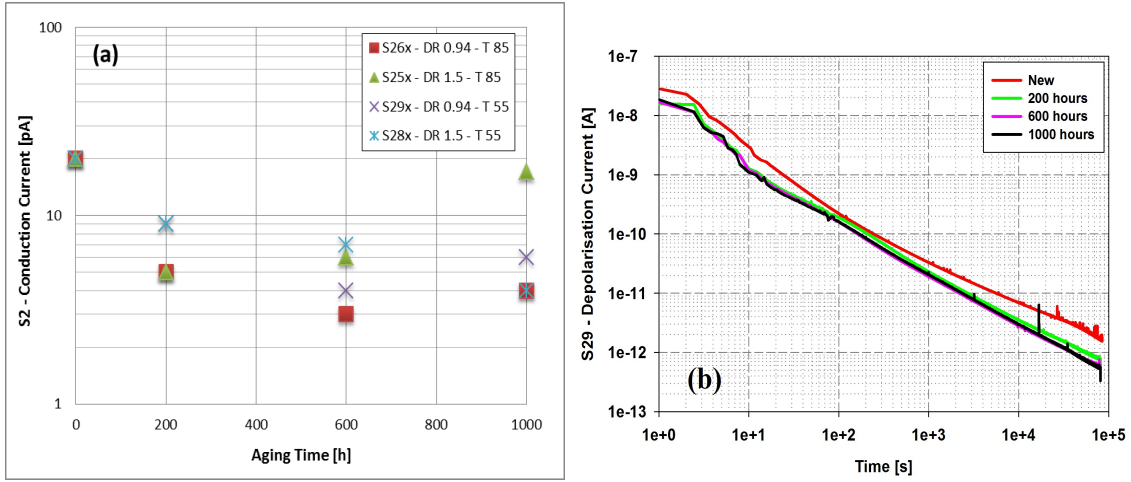 (a)
S26x - DR 0.94 - T 85
S25x - DR 1.5 - T 85
S29x - DR 0.94 - T 55
S28x - DR 1.5 - T 55
S2 - Conduction Current [pA]
100
10
1
0
200
400
600
800
1000
Aging Time [h]
New
200 hours
600 hours
1000 hours
S29 - Depolarisation Current [A]
1e-7
1e-8
1e-9
1e-10
1e-11
1e-12
1e-13
(b)
1e+0
1e+1
1e+2
1e+3
1e+4
1e+5
Time [s]